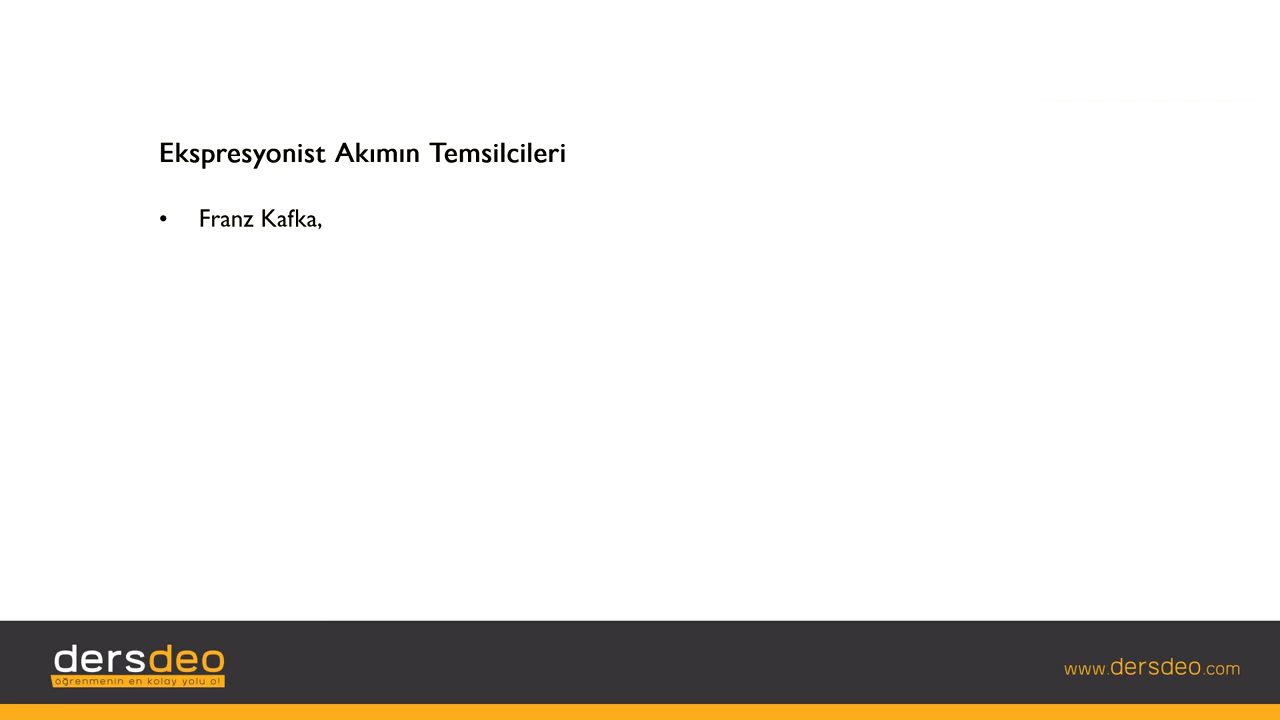 Ekspresyonist Akımın Temsilcileri
• Franz Kafka,
dersdeo
öğrenmenin en kolay yolu o!
www.dersdeo.com